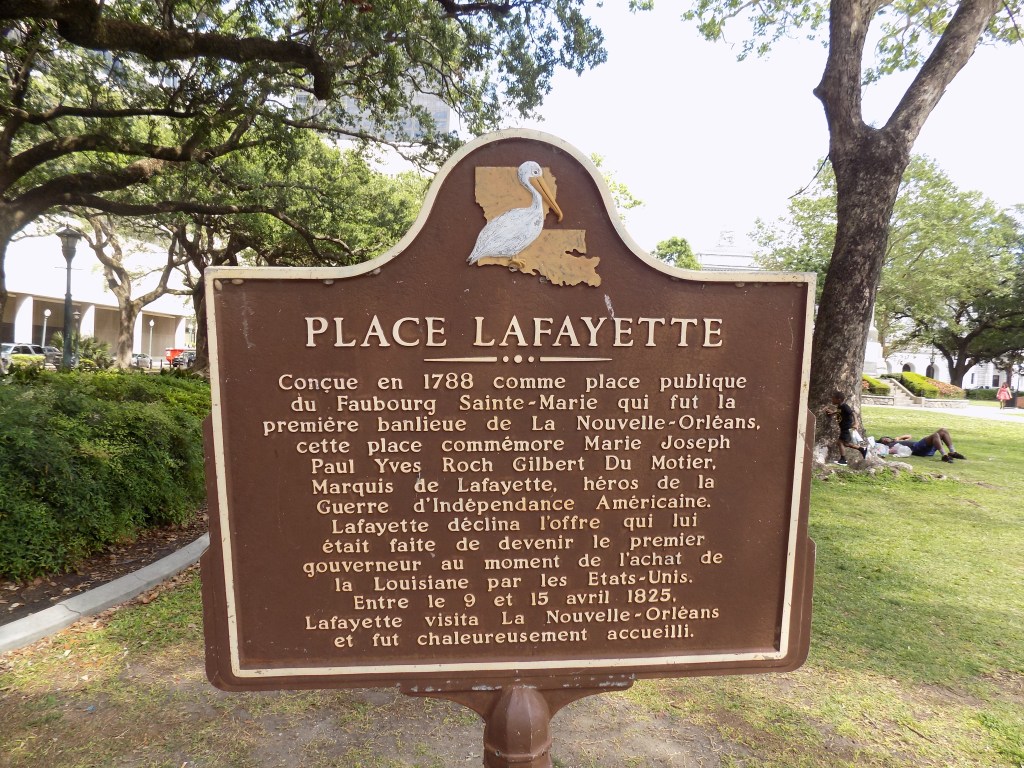 PLACE LAFAYETTE
Conçue en 1788 comme place publique
du Faubourg Sainte-Marie qui fut la
première banlieue de La Nouvelle-Orléans,
cette place commémore Marie Joseph
Paul Yves Roch Gilbert Du Motier,
Marquis de Lafayette, héros de la
Guerre d'Indépendance Américaine.
Lafayette déclina l'offre qui lui
était faite de devenir le premier
gouverneur au moment de l'achat de
la Louisiane par les Etats-Unis.
Entre le 9 et 15 avril 1825,
Lafayette visita La Nouvelle-Orléans
et fut chaleureusement accueilli.